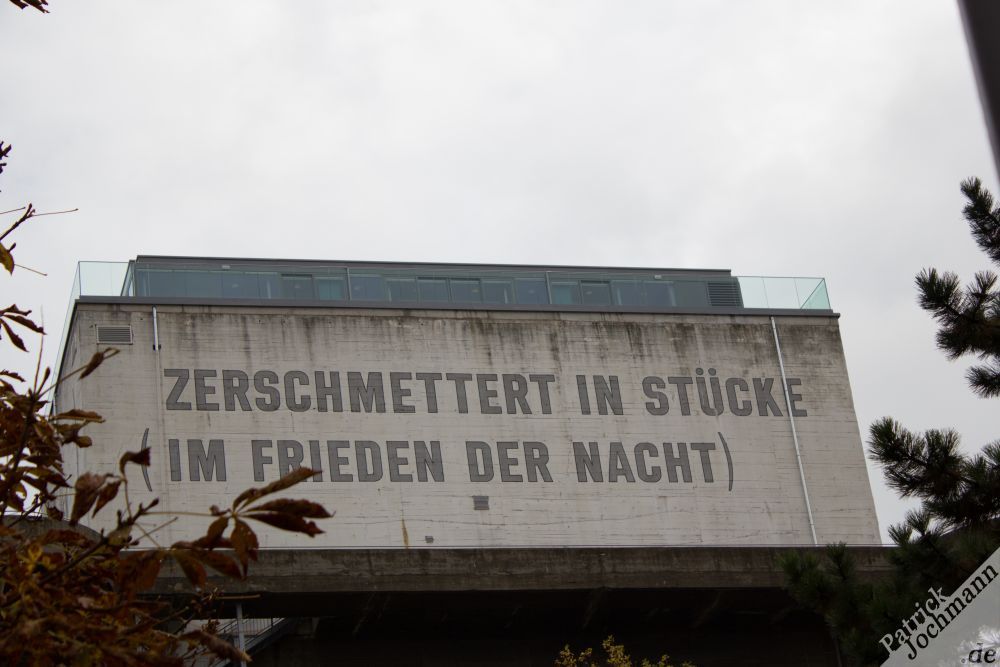 ZERSCHMETTERT IN STÜCKE
(IM FRIEDEN DER NACHT)
Patrick
Jochmann
.de